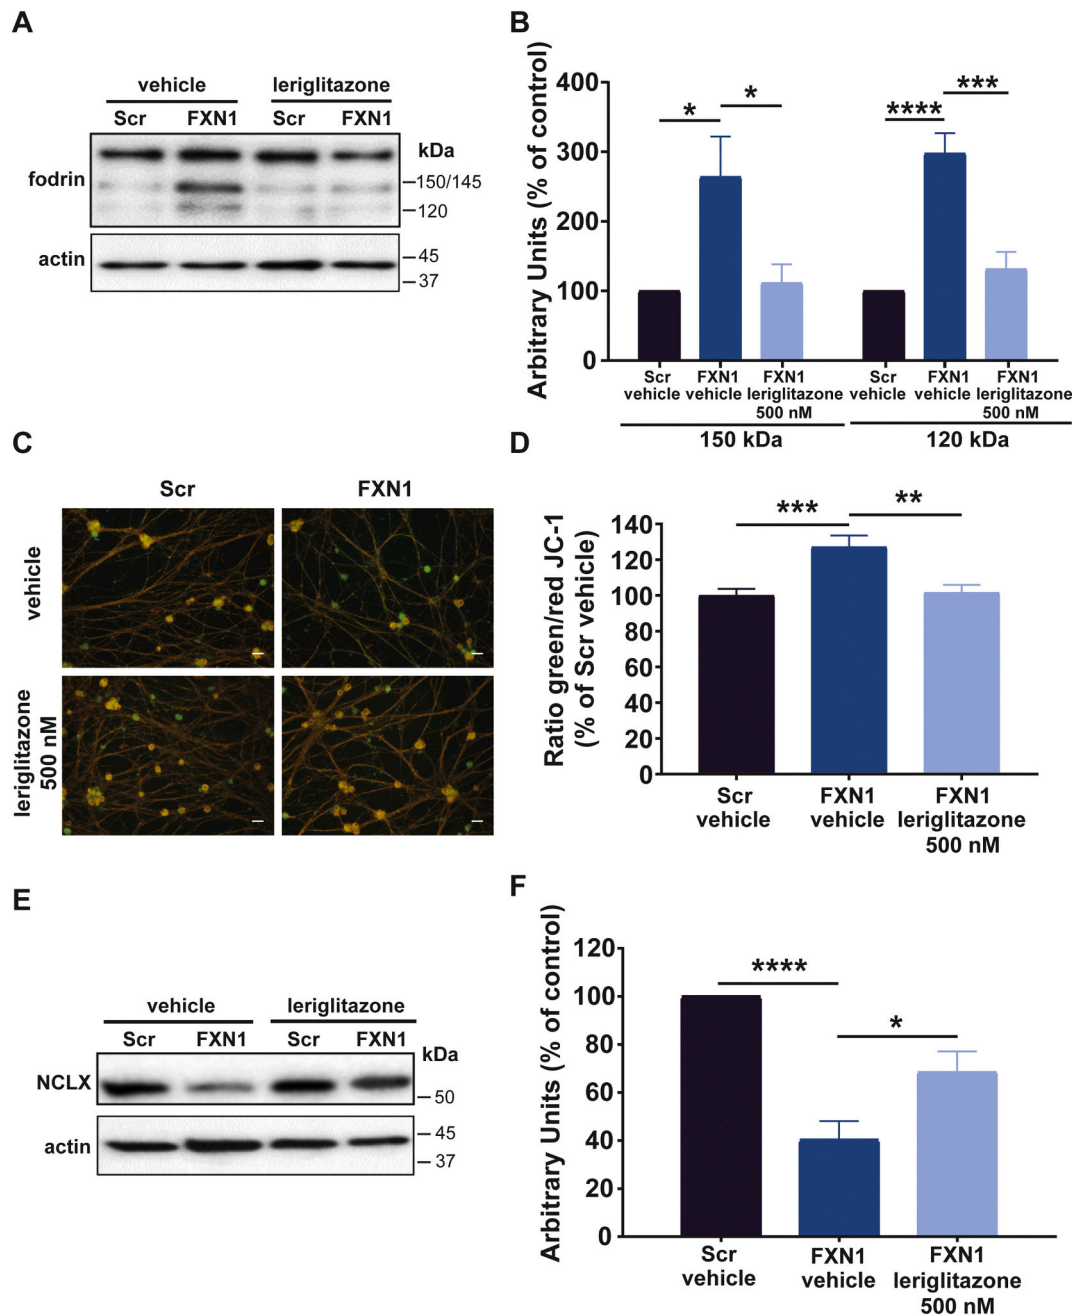 A
vehicle leriglitazone
Scr FXN1 Scr FXN1
kDa
fodrin
150/145
120
actin
45
37
B
Arbitrary Units (% of control)
400
300
200
100
0
* * **** ***
Scr vehicle FXN1 vehicle FXN1 leriglitazone 500 nM Scr vehicle FXN1 vehicle FXN1 leriglitazone 500 nM
150 kDa 120 kDa
C
Scr FXN1
vehicle
leriglitazone
500 nM
D
Ratio green/red JC-1
(% of Scr vehicle)
140
120
100
80
60
40
20
0
*** **
Scr
vehicle
FXN1
vehicle
FXN1
leriglitazone
500 nM
E
vehicle leriglitazone
Scr FXN1 Scr FXN1
kDa
NCLX
50
actin
45
37
F
Arbitrary Units (% of control)
120
100
80
60
40
20
0
**** *
Scr
vehicle
FXN1
vehicle
FXN1
leriglitazone
500 nM